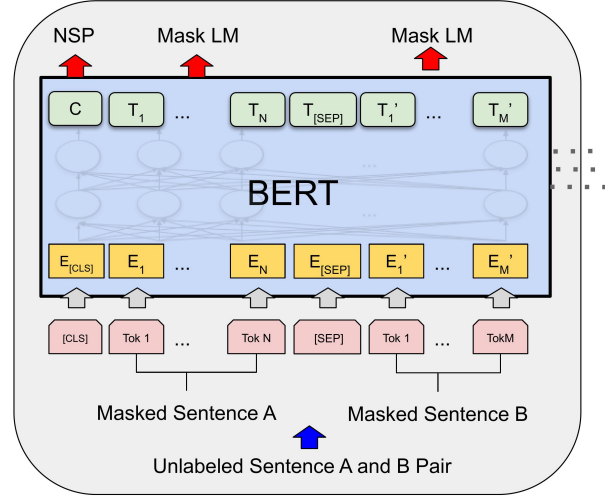 NSP Mask LM Mask LM
C T1 ... TN T[SEP] T1' ... TM'
...
BERT
...
E[CLS] E1 ... EN E[SEP] E1' ... EM'
[CLS] Tok 1 ... Tok N [SEP] Tok 1 ... TokM
Masked Sentence A Masked Sentence B
Unlabeled Sentence A and B Pair